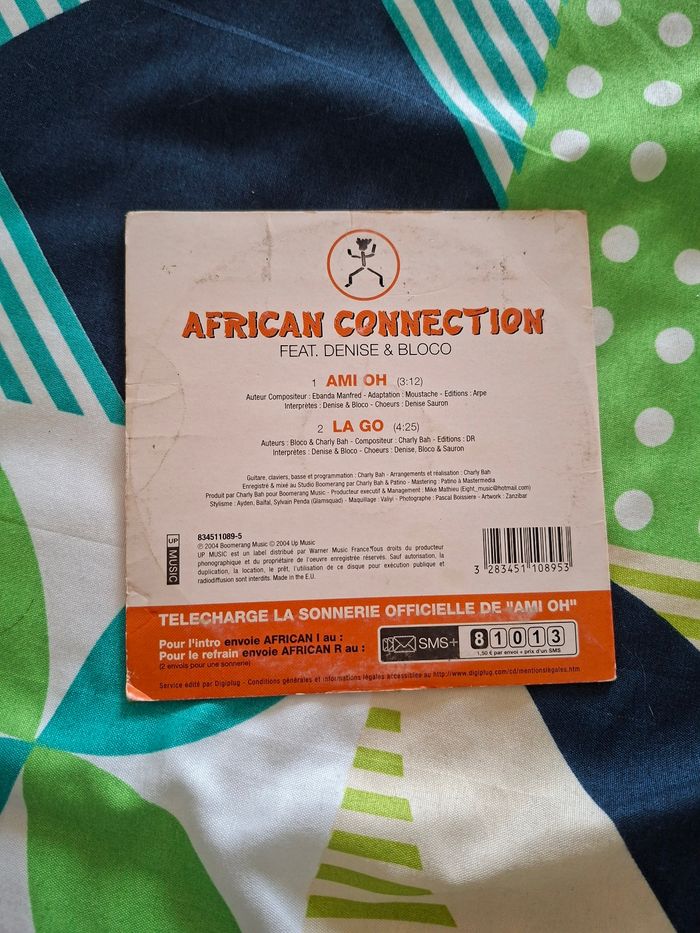 AFRICAN CONNECTION
FEAT. DENISE & BLOCO
1 AMI OH (3:12)
Auteur Compositeur : Ebanda Manfred - Adaptation : Moustache - Editions : Arpe
Interprètes : Denise & Bloco - Choeurs : Denise Sauron
2 LA GO (4:25)
Auteurs : Bloco & Charly Bah - Compositeur : Charly Bah - Editions : DR
Interprètes : Denise & Bloco - Choeurs : Denise, Bloco & Sauron
Guitare, claviers, basse et programmation : Charly Bah - Arrangements et réalisation : Charly Bah
Enregistré & mixé au Studio Boomerang par Charly Bah & Patino - Mastering : Patino à Mastermedia
Produit par Charly Bah pour Boomerang Music - Producteur executif & Management : Mike Mathieu (Eight_music@hotmail.com)
Stylisme : Ayden, Baifal, Sylvain Penda (Glamsquad) - Maquillage : Valiyi - Photographe : Pascal Boissiere - Artwork : Zanzibar
UP MUSIC
834511089-5
℗ 2004 Boomerang Music © 2004 Up Music
UP MUSIC est un label distribué par Warner Music France.Tous droits du producteur
phonographique et du propriétaire de l'oeuvre enregistrée réservés. Sauf autorisation, la
duplication, la location, le prêt, l'utilisation de ce disque pour exécution publique et
radiodiffusion sont interdits. Made in the E.U.
3 283451 108953
TELECHARGE LA SONNERIE OFFICIELLE DE "AMI OH"
Pour l'intro envoie AFRICAN I au :
Pour le refrain envoie AFRICAN R au :
(2 envois pour une sonnerie)
SMS+ 81013
1,50 € par envoi + prix d'un SMS
Service édité par Digiplug - Conditions générales et informations légales accessibles au http://www.digiplug.com/cd/mentionslegales.htm